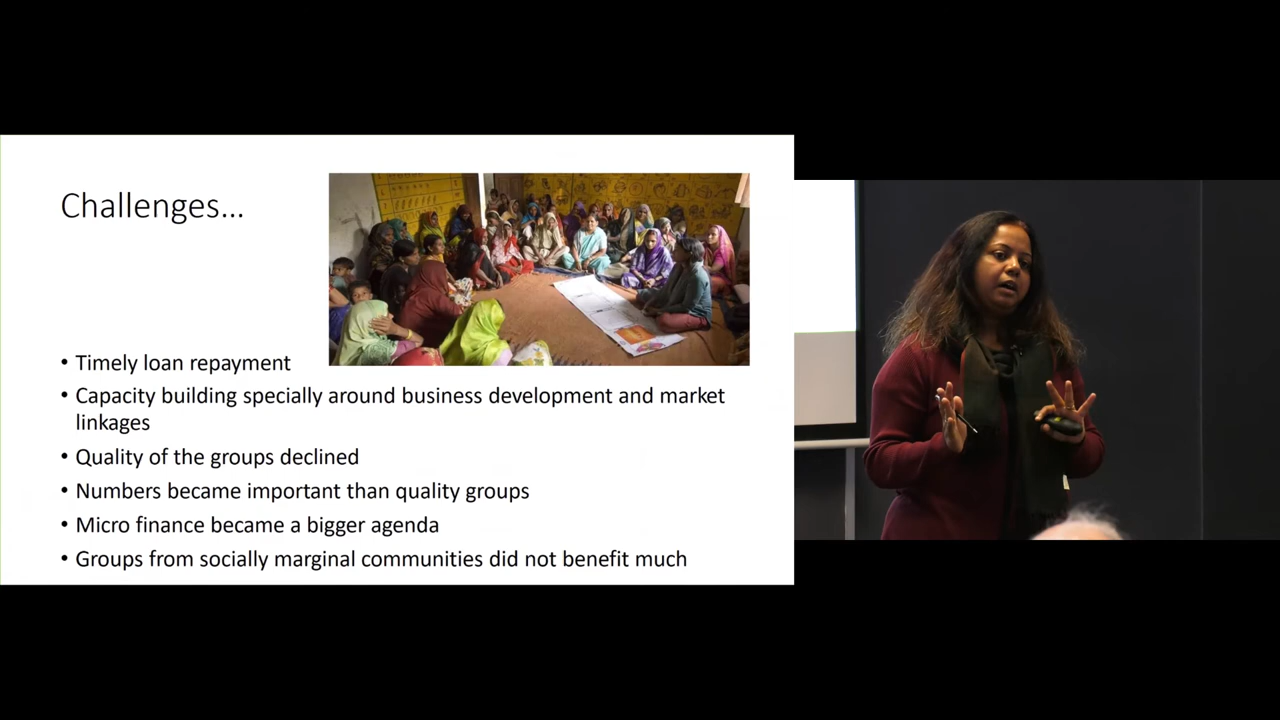 Challenges...
• Timely loan repayment
• Capacity building specially around business development and market
linkages
• Quality of the groups declined
• Numbers became important than quality groups
• Micro finance became a bigger agenda
• Groups from socially marginal communities did not benefit much